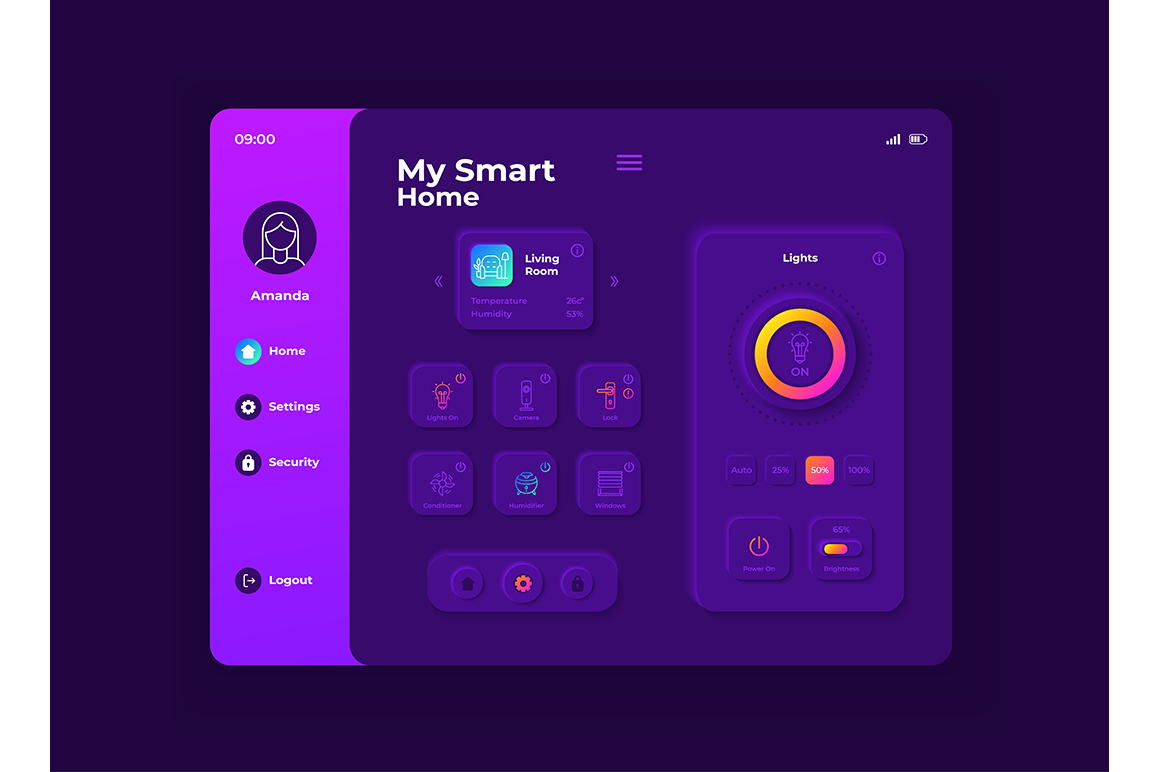 09:00
Amanda
Home
Settings
Security
Logout
My Smart
Home
Living
Room
Temperature 26c°
Humidity 53%
Lights On
Camera
Lock
Conditioner
Humidifier
Windows
Lights
ON
Auto 25% 50% 100%
65%
Power On
Brightness